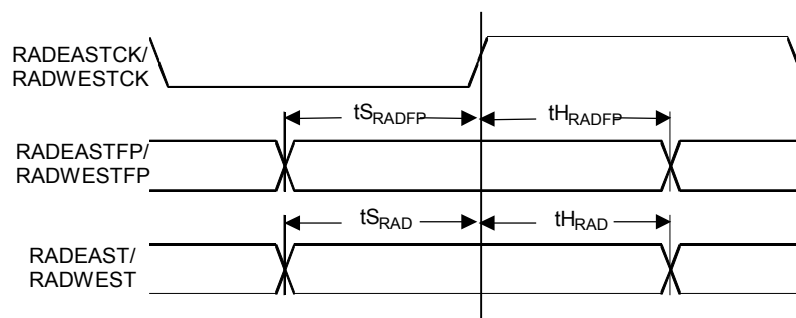 RADEASTCK/
RADWESTCK
tSRADFP
tHRADFP
RADEASTFP/
RADWESTFP
tSRAD
tHRAD
RADEAST/
RADWEST